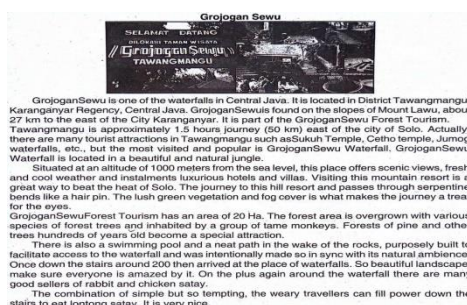 Grojogan Sewu
SELAMAT DATANG
DILOKASI TAMAN WISATA
Grojogan Sewu
TAWANGMANGU
GrojoganSewu is one of the waterfalls in Central Java. It is located in District Tawangmangu
Karanganyar Regency, Central Java. GrojoganSewuis found on the slopes of Mount Lawu, abou
27 km to the east of the City Karanganyar. It is part of the GrojoganSewu Forest Tourism.
Tawangmangu is approximately 1.5 hours journey (50 km) east of the city of Solo. Actually
there are many tourist attractions in Tawangmangu such asSukuh Temple, Cetho temple, Jumog
waterfalls, etc., but the most visited and popular is GrojoganSewu Waterfall. GrojoganSewu
Waterfall is located in a beautiful and natural jungle.
Situated at an altitude of 1000 meters from the sea level, this place offers scenic views, fresh
and cool weather and instalments luxurious hotels and villas. Visiting this mountain resort is a
great way to beat the heat of Solo. The journey to this hill resort and passes through serpentine
bends like a hair pin. The lush green vegetation and fog cover is what makes the journey a trea
for the eyes.
GrojoganSewuForest Tourism has an area of 20 Ha. The forest area is overgrown with various
species of forest trees and inhabited by a group of tame monkeys. Forests of pine and other
trees hundreds of years old become a special attraction.
There is also a swimming pool and a neat path in the wake of the rocks, purposely built to
facilitate access to the waterfall and was intentionally made so in sync with its natural ambience
Once down the stairs around 200 then arrived at the place of waterfalls. So beautiful landscape
make sure everyone is amazed by it. On the plus again around the waterfall there are many
good sellers of rabbit and chicken satay.
The combination of simple but so tempting, the weary travellers can fill power down the
stairs to eat lontong satay. It is very nice.